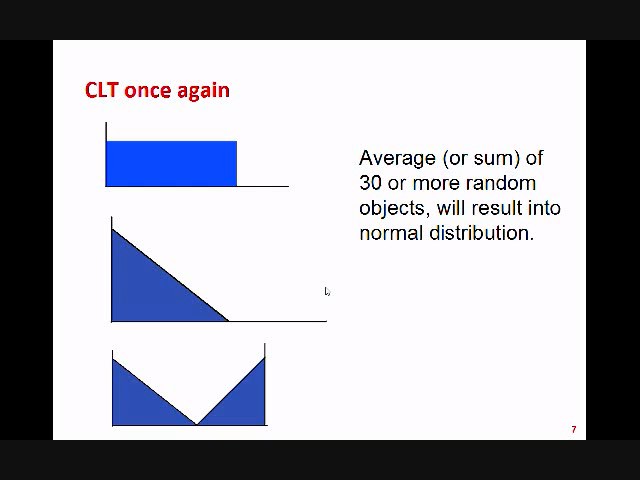 CLT once again
Average (or sum) of
30 or more random
objects, will result into
normal distribution.
7